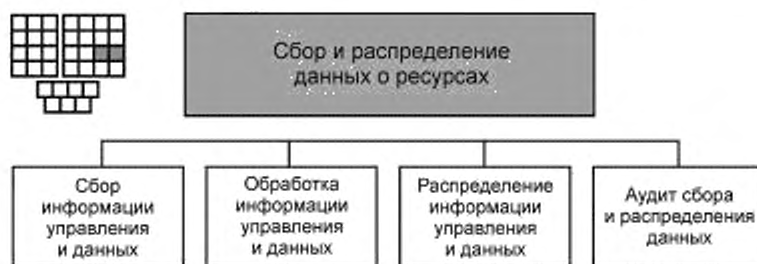 Сбор и распределение
данных о ресурсах
Сбор
информации
управления
и данных
Обработка
информации
управления
и данных
Распределение
информации
управления
и данных
Аудит сбора
и распределения
данных